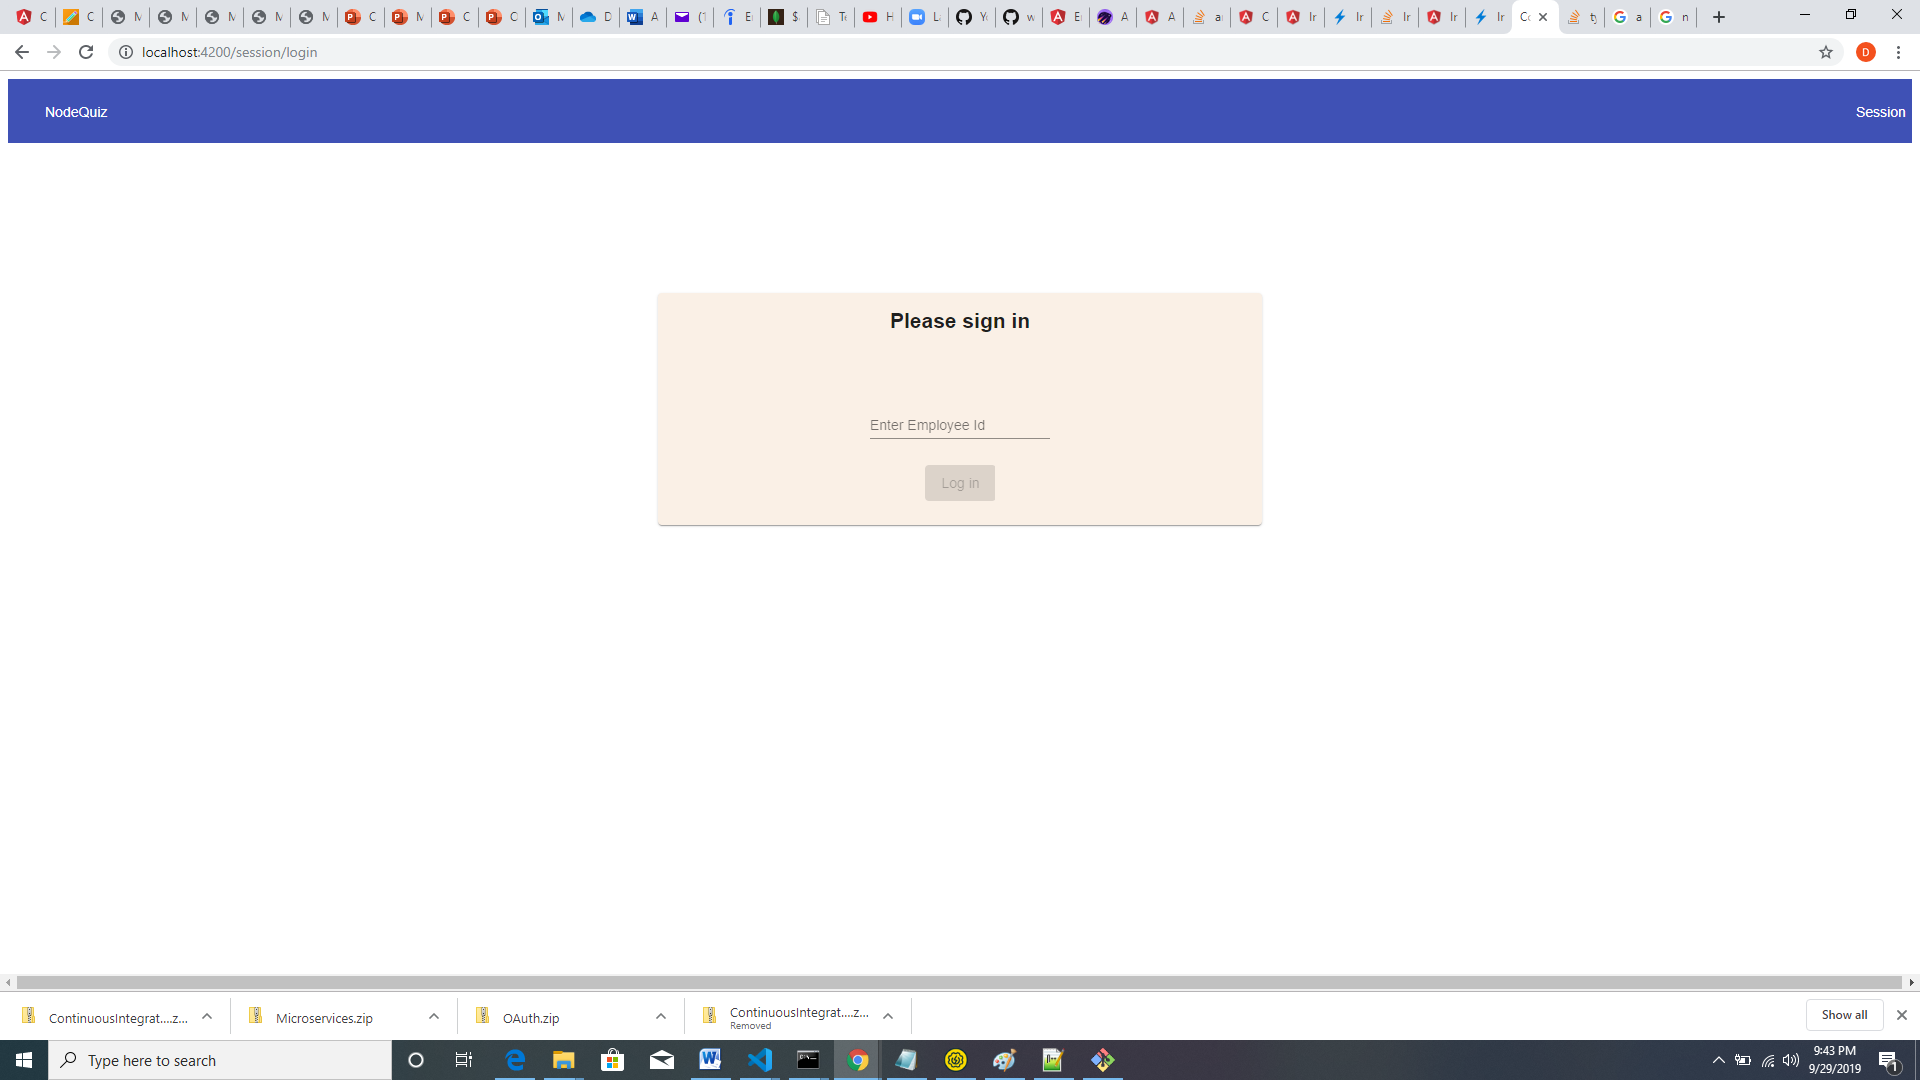 localhost:4200/session/login
NodeQuiz
Session
Please sign in
Enter Employee Id
Log in
ContinuousIntegrat....z...
Microservices.zip
OAuth.zip
ContinuousIntegrat....z...
Removed
Show all
Type here to search
9:43 PM
9/29/2019
1